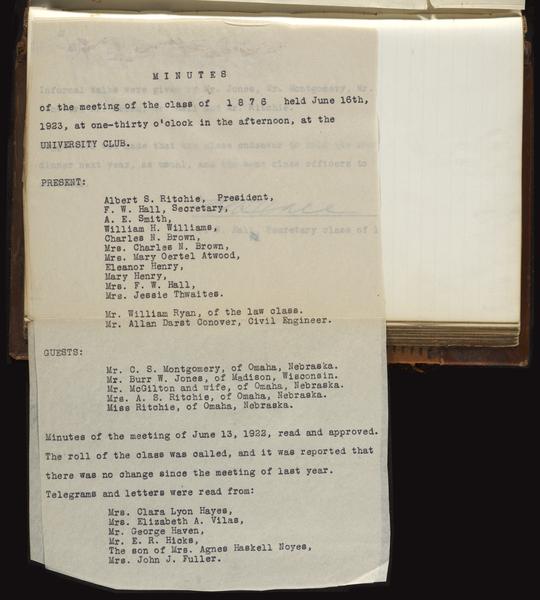 MINUTES
of the meeting of the class of 1876 held June 16th,
1923, at one-thirty o'clock in the afternoon, at the
UNIVERSITY CLUB.
PRESENT:
Albert S. Ritchie, President,
F. W. Hall, Secretary,
A. E. Smith,
William H. Williams,
Charles N. Brown,
Mrs. Charles N. Brown,
Mrs. Mary Oertel Atwood,
Eleanor Henry,
Mary Henry,
Mrs. F. W. Hall,
Mrs. Jessie Thwaites.
Mr. William Ryan, of the law class.
Mr. Allan Darst Conover, Civil Engineer.
GUESTS:
Mr. C. S. Montgomery, of Omaha, Nebraska.
Mr. Burr W. Jones, of Madison, Wisconsin.
Mr. McGilton and wife, of Omaha, Nebraska.
Mrs. A. S. Ritchie, of Omaha, Nebraska.
Miss Ritchie, of Omaha, Nebraska.
Minutes of the meeting of June 13, 1922, read and approved.
The roll of the class was called, and it was reported that
there was no change since the meeting of last year.
Telegrams and letters were read from:
Mrs. Clara Lyon Hayes,
Mrs. Elizabeth A. Vilas,
Mr. George Haven,
Mr. E. R. Hicks,
The son of Mrs. Agnes Haskell Noyes,
Mrs. John J. Fuller.